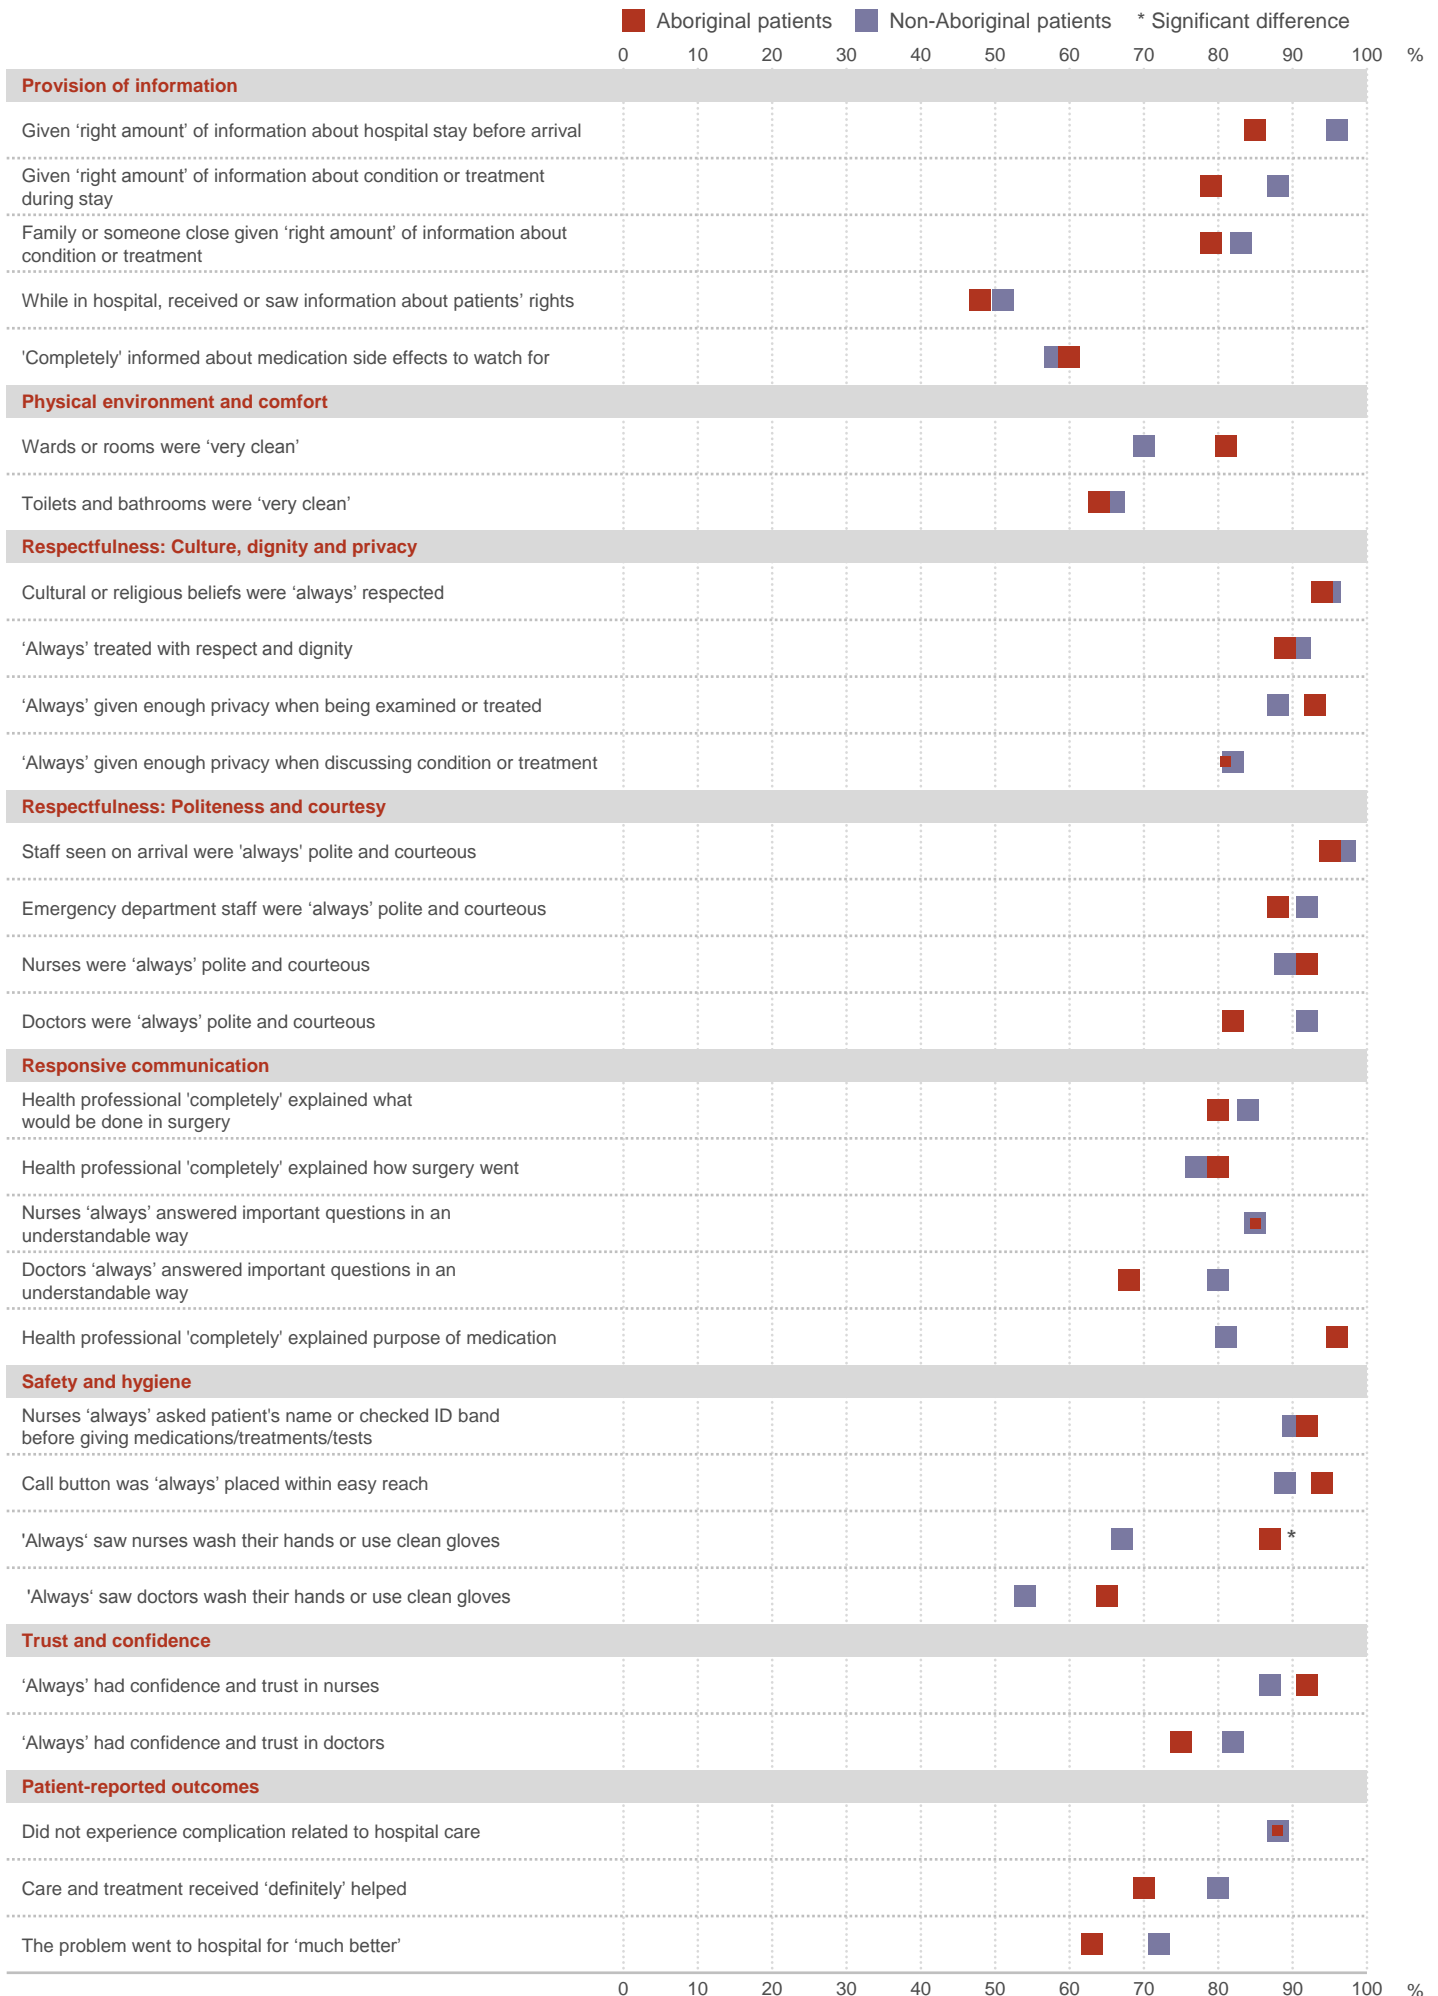 Aboriginal patients Non-Aboriginal patients * Significant difference
0 10 20 30 40 50 60 70 80 90 100 %
Provision of information
Given ‘right amount’ of information about hospital stay before arrival
Given ‘right amount’ of information about condition or treatment
during stay
Family or someone close given ‘right amount’ of information about
condition or treatment
While in hospital, received or saw information about patients’ rights
'Completely' informed about medication side effects to watch for
Physical environment and comfort
Wards or rooms were ‘very clean’
Toilets and bathrooms were ‘very clean’
Respectfulness: Culture, dignity and privacy
Cultural or religious beliefs were ‘always’ respected
‘Always’ treated with respect and dignity
‘Always’ given enough privacy when being examined or treated
‘Always’ given enough privacy when discussing condition or treatment
Respectfulness: Politeness and courtesy
Staff seen on arrival were 'always' polite and courteous
Emergency department staff were ‘always’ polite and courteous
Nurses were ‘always’ polite and courteous
Doctors were ‘always’ polite and courteous
Responsive communication
Health professional 'completely' explained what
would be done in surgery
Health professional 'completely' explained how surgery went
Nurses ‘always’ answered important questions in an
understandable way
Doctors ‘always’ answered important questions in an
understandable way
Health professional 'completely' explained purpose of medication
Safety and hygiene
Nurses ‘always’ asked patient's name or checked ID band
before giving medications/treatments/tests
Call button was ‘always’ placed within easy reach
'Always‘ saw nurses wash their hands or use clean gloves *
'Always‘ saw doctors wash their hands or use clean gloves
Trust and confidence
‘Always’ had confidence and trust in nurses
‘Always’ had confidence and trust in doctors
Patient-reported outcomes
Did not experience complication related to hospital care
Care and treatment received ‘definitely’ helped
The problem went to hospital for ‘much better’
0 10 20 30 40 50 60 70 80 90 100 %